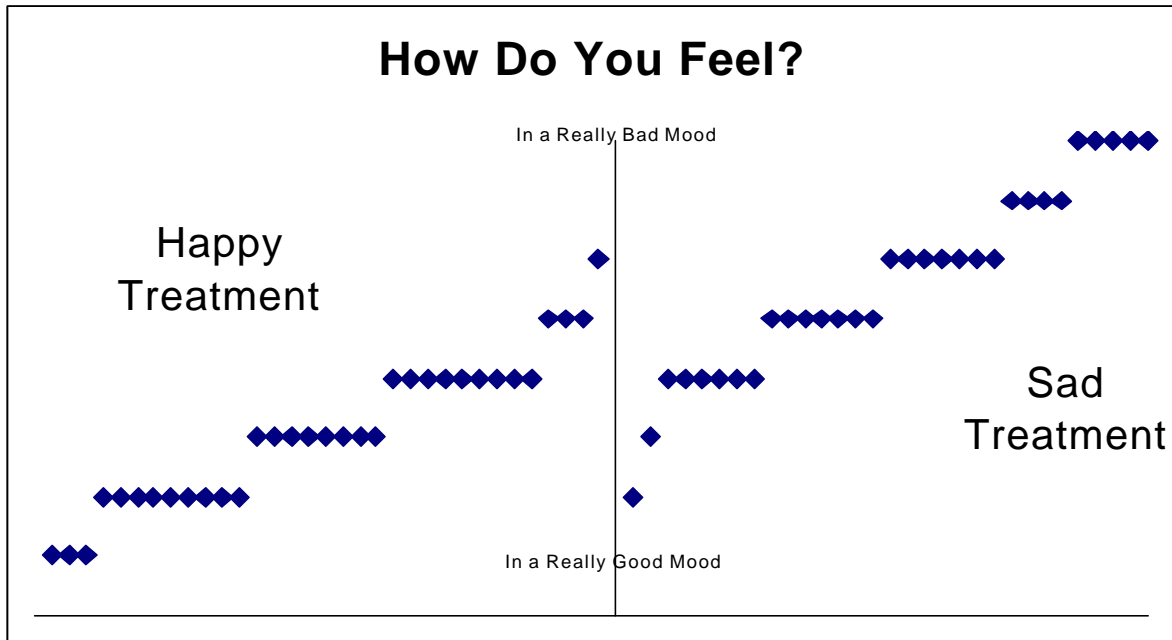 How Do You Feel?
In a Really Bad Mood
Happy
Treatment
Sad
Treatment
In a Really Good Mood